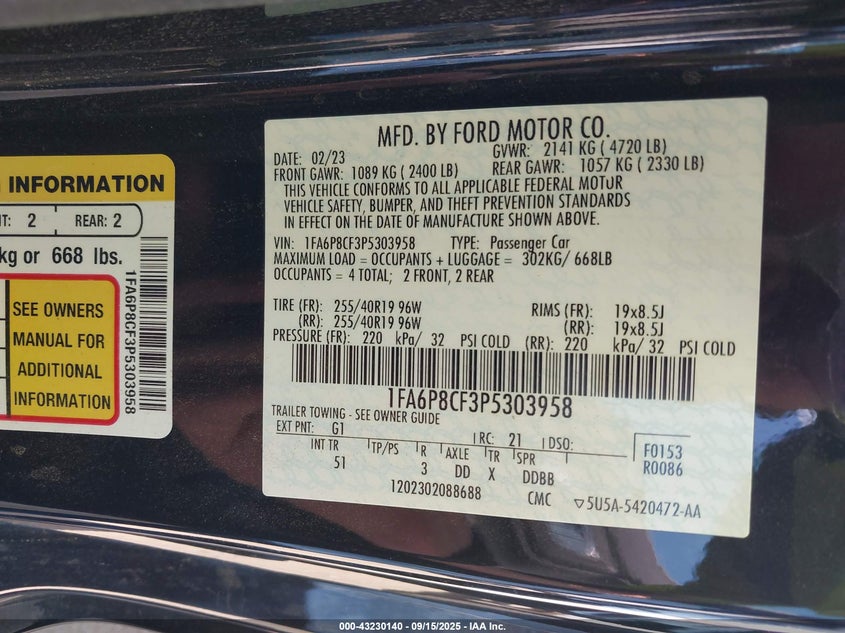 INFORMATION
T: 2 REAR: 2
kg or 668 lbs.
SEE OWNERS
MANUAL FOR
ADDITIONAL
INFORMATION
1FA6P8CF3P5303958
MFD. BY FORD MOTOR CO.
DATE: 02/23 GVWR: 2141 KG ( 4720 LB)
FRONT GAWR: 1089 KG ( 2400 LB) REAR GAWR: 1057 KG ( 2330 LB)
THIS VEHICLE CONFORMS TO ALL APPLICABLE FEDERAL MOTOR
VEHICLE SAFETY, BUMPER, AND THEFT PREVENTION STANDARDS
IN EFFECT ON THE DATE OF MANUFACTURE SHOWN ABOVE.
VIN: 1FA6P8CF3P5303958 TYPE: Passenger Car
MAXIMUM LOAD = OCCUPANTS + LUGGAGE = 302KG/ 668LB
OCCUPANTS = 4 TOTAL; 2 FRONT, 2 REAR
TIRE (FR): 255/40R19 96W RIMS (FR): 19x8.5J
(RR): 255/40R19 96W (RR): 19x8.5J
PRESSURE (FR): 220 kPa/ 32 PSI COLD (RR): 220 kPa/ 32 PSI COLD
1FA6P8CF3P5303958
TRAILER TOWING - SEE OWNER GUIDE
EXT PNT: G1 RC: 21 DSO: F0153
INT TR TP/PS R AXLE TR SPR R0086
51 3 DD X DDBB
1202302088688 CMC ▽5U5A-5420472-AA
000-43230140 - 09/15/2025 - IAA Inc.